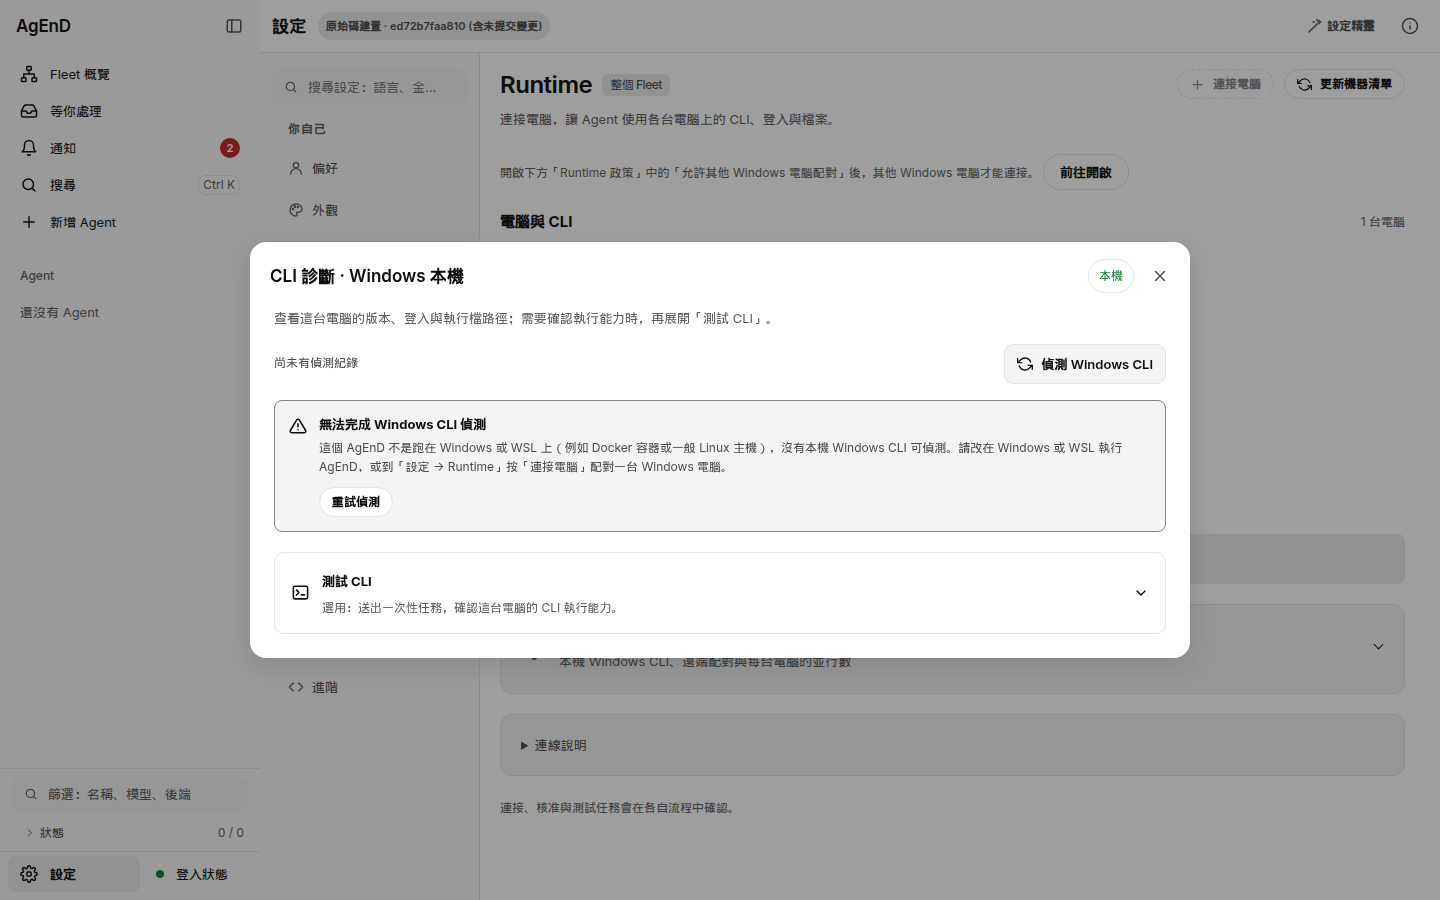 AgEnD
Fleet 概覽
等你處理
通知
2
搜尋
Ctrl K
新增 Agent
Agent
還沒有 Agent
篩選：名稱、模型、後端
狀態
0 / 0
設定
登入狀態
設定
原始碼建置 · ed72b7faa810 (含未提交變更)
設定精靈
搜尋設定：語言、金...
你自己
偏好
外觀
進階
Runtime
整個 Fleet
連接電腦
更新機器清單
連接電腦，讓 Agent 使用各台電腦上的 CLI、登入與檔案。
開啟下方「Runtime 政策」中的「允許其他 Windows 電腦配對」後，其他 Windows 電腦才能連接。
前往開啟
電腦與 CLI
1 台電腦
CLI 診斷 · Windows 本機
本機
查看這台電腦的版本、登入與執行檔路徑；需要確認執行能力時，再展開「測試 CLI」。
尚未有偵測紀錄
偵測 Windows CLI
無法完成 Windows CLI 偵測
這個 AgEnD 不是跑在 Windows 或 WSL 上（例如 Docker 容器或一般 Linux 主機），沒有本機 Windows CLI 可偵測。請改在 Windows 或 WSL 執行
AgEnD，或到「設定 → Runtime」按「連接電腦」配對一台 Windows 電腦。
重試偵測
測試 CLI
選用：送出一次性任務，確認這台電腦的 CLI 執行能力。
本機 Windows CLI、遠端配對與每台電腦的並行數
連線說明
連接、核准與測試任務會在各自流程中確認。